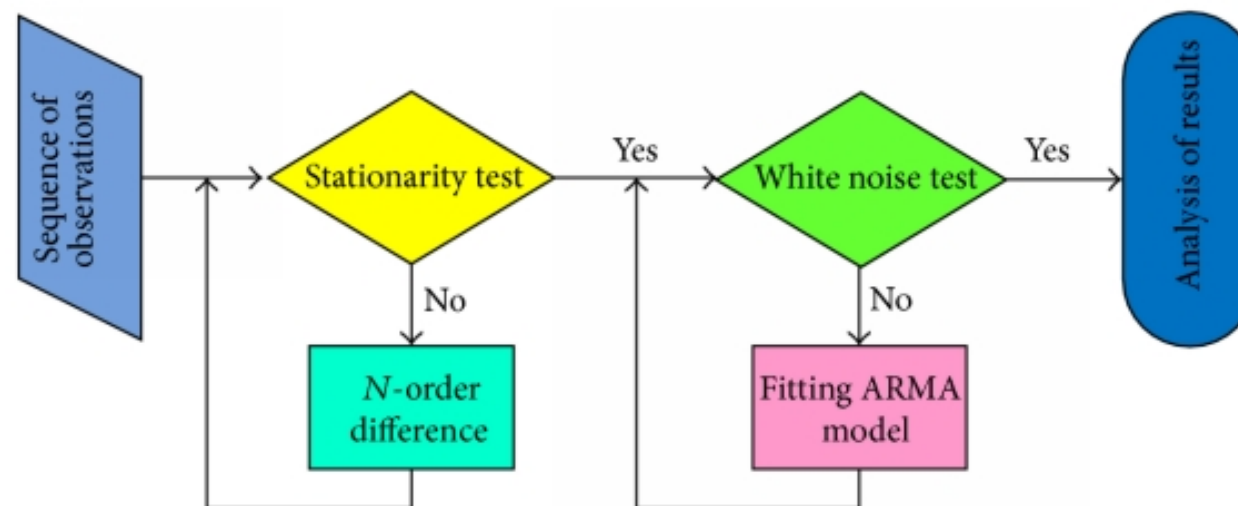 Sequence of
observations
Stationarity test
Yes
White noise test
Yes
Analysis of results
No
No
N-order
difference
Fitting ARMA
model